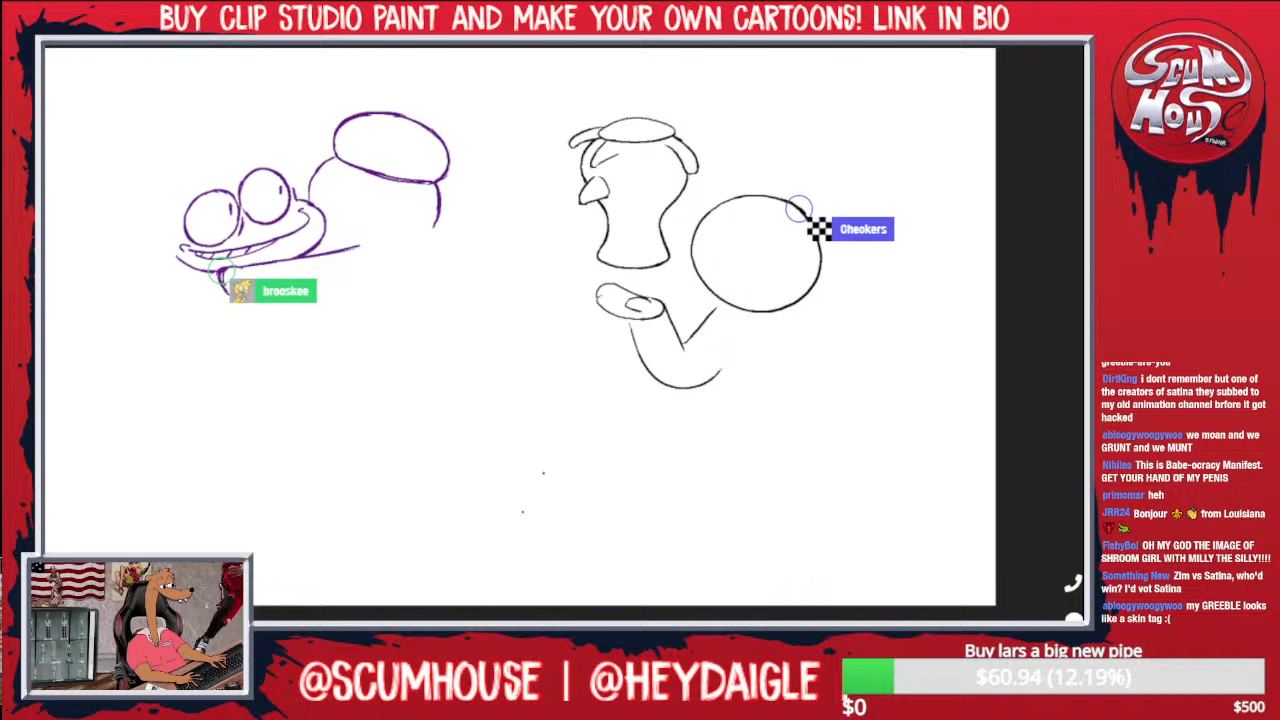 BUY CLIP STUDIO PAINT AND MAKE YOUR OWN CARTOONS! LINK IN BIO
SCUM
HOUSe
STUDIOS
brooskee
Cheokers
greeble-are-you
DirtKing i dont remember but one of
the creators of satina they subbed to
my old animation channel brfore it got
hacked
abloogywoogywoo we moan and we
GRUNT and we MUNT
Nihiles This is Babe-ocracy Manifest.
GET YOUR HAND OF MY PENIS
primomar heh
JRR24 Bonjour ⚜️ 👏 from Louisiana
FishyBoi OH MY GOD THE IMAGE OF
SHROOM GIRL WITH MILLY THE SILLY!!!!
Something New Zim vs Satina, who'd
win? I'd vot Satina
abloogywoogywoo my GREEBLE looks
like a skin tag :(
@SCUMHOUSE | @HEYDAIGLE
Buy lars a big new pipe
$60.94 (12.19%)
$0
$500